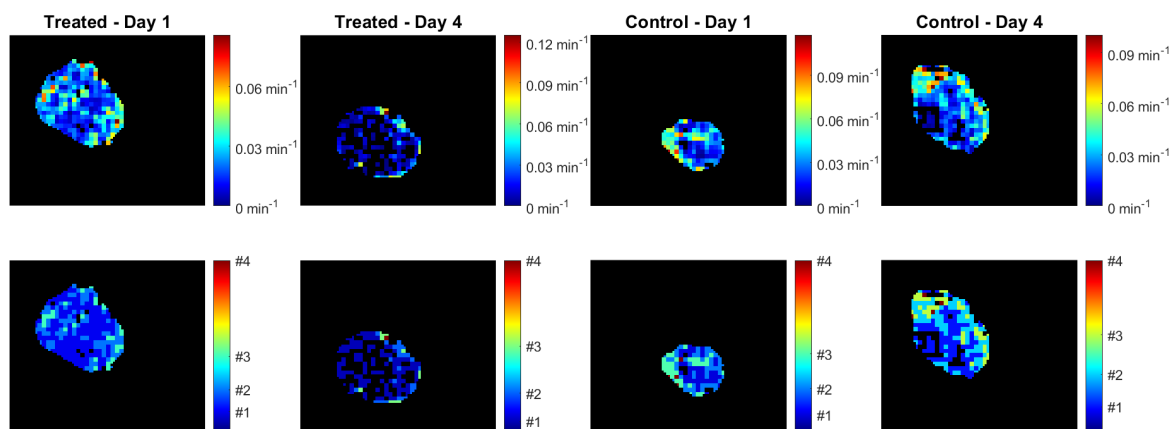 Treated - Day 1
Treated - Day 4
Control - Day 1
Control - Day 4
0.06 min⁻¹
0.03 min⁻¹
0 min⁻¹
0.12 min⁻¹
0.09 min⁻¹
0.06 min⁻¹
0.03 min⁻¹
0 min⁻¹
0.09 min⁻¹
0.06 min⁻¹
0.03 min⁻¹
0 min⁻¹
0.09 min⁻¹
0.06 min⁻¹
0.03 min⁻¹
0 min⁻¹
#4
#3
#2
#1
#4
#3
#2
#1
#4
#3
#2
#1
#4
#3
#2
#1